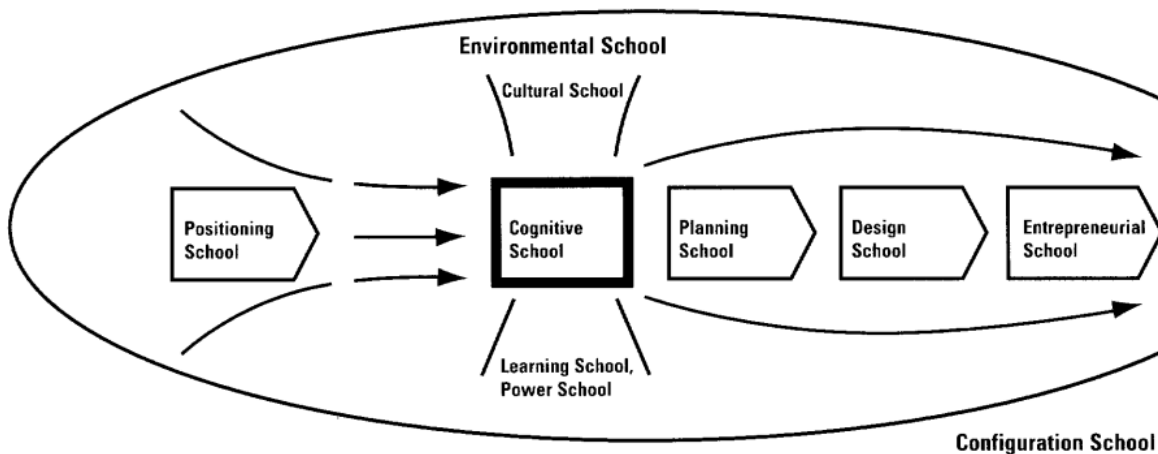 Environmental School
Cultural School
Positioning
School
Cognitive
School
Planning
School
Design
School
Entrepreneurial
School
Learning School,
Power School
Configuration School